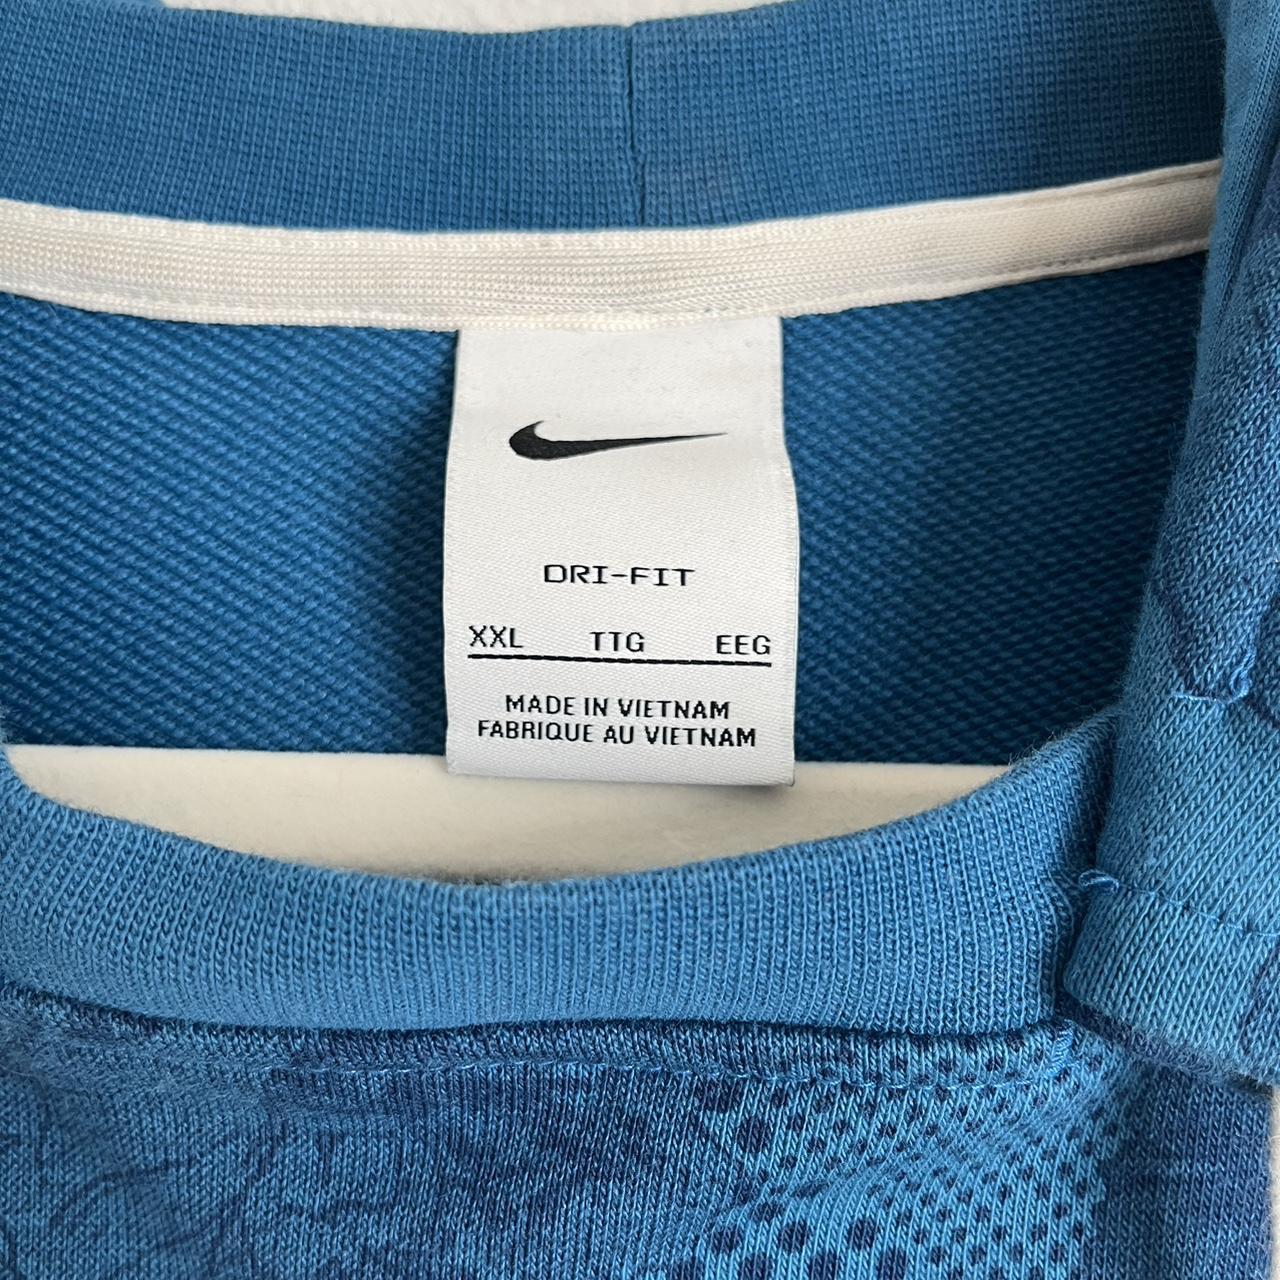 DRI-FIT
XXL TTG EEG
MADE IN VIETNAM
FABRIQUE AU VIETNAM